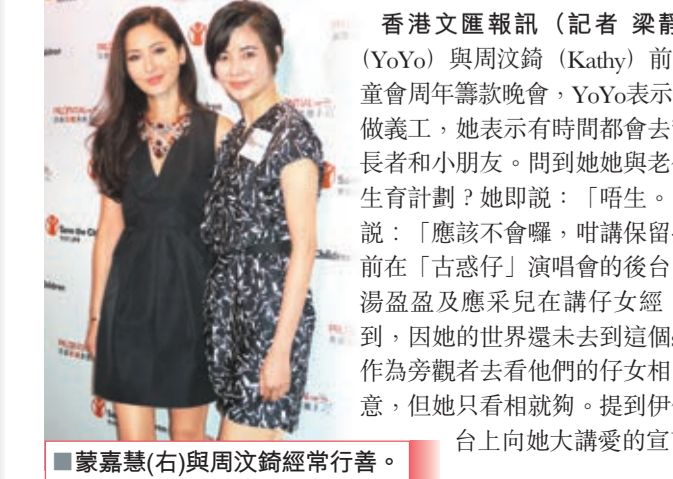 香港文匯報訊（記者 梁靜
（YoYo）與周汶錡（Kathy）前
童會周年籌款晚會，YoYo表示
做義工，她表示有時間都會去
長者和小朋友。問到她她與老
生育計劃？她即說：「唔生。
說：「應該不會囉，咁講保留
前在「古惑仔」演唱會的後台
湯盈盈及應采兒在講仔女經
到，因她的世界還未去到這個
作為旁觀者去看他們的仔女相
意，但她只看相就夠。提到伊
台上向她大講愛的宣
■蒙嘉慧(右)與周汶錡經常行善。
Save the Children